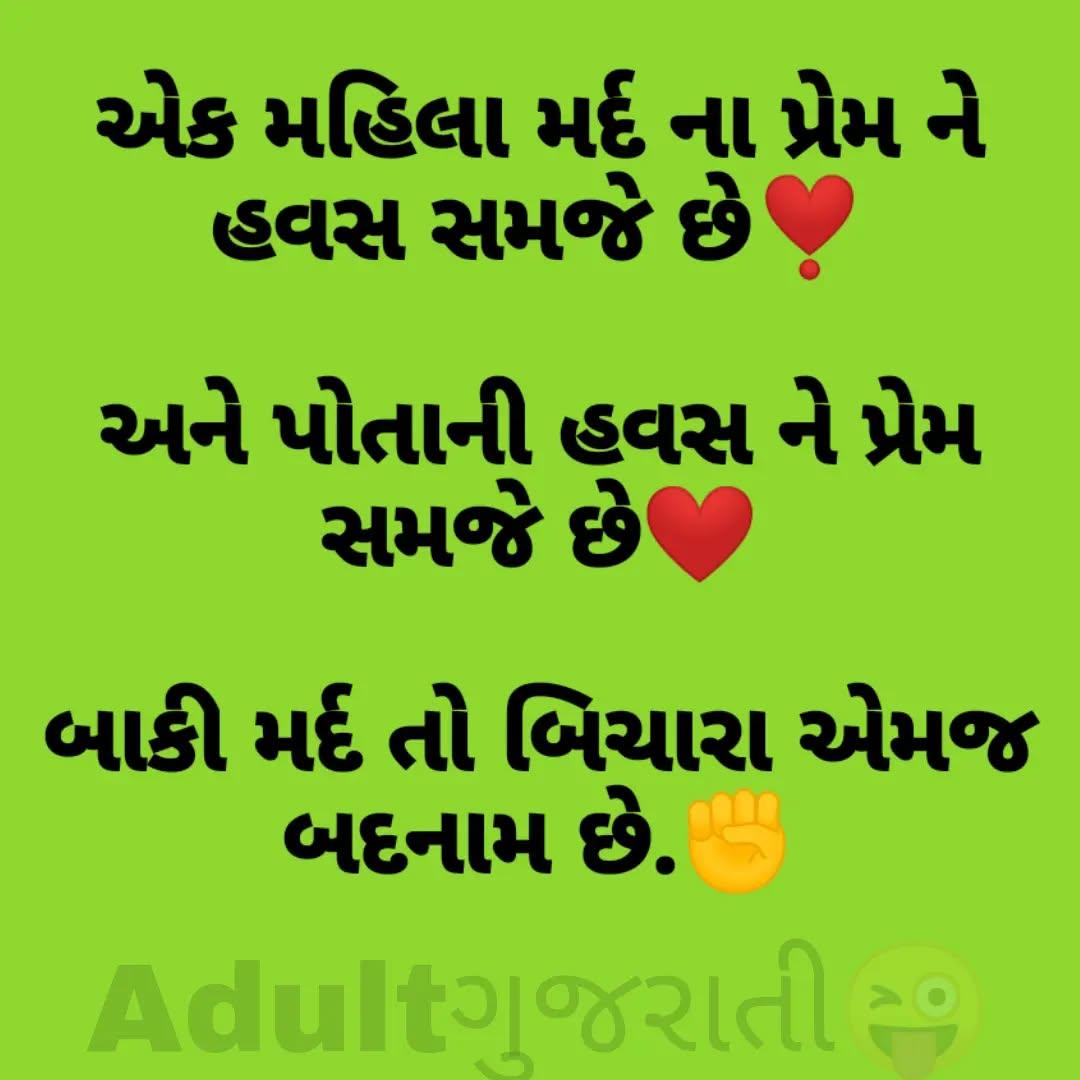 એક મહિલા મર્દ ના પ્રેમ ને
હવસ સમજે છે❣️
અને પોતાની હવસ ને પ્રેમ
સમજે છે❤️
બાકી મર્દ તો બિચારા એમજ
બદનામ છે.✊
Adultગુજરાતી😜